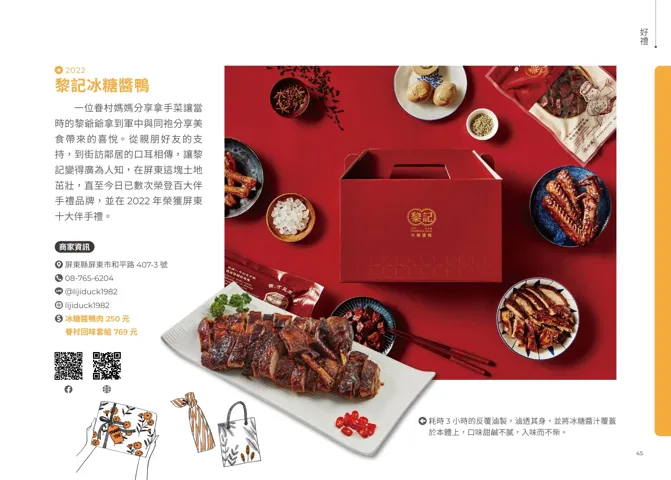 好禮
2022
黎記冰糖醬鴨
一位眷村媽媽分享拿手菜讓當
時的黎爺爺拿到軍中與同袍分享美
食帶來的喜悅。從親朋好友的支
持,到街訪鄰居的口耳相傳,讓黎
記變得廣為人知,在屏東這塊土地
茁壯,直至今日已數次榮登百大伴
手禮品牌,並在 2022 年榮獲屏東
十大伴手禮。
商家資訊
屏東縣屏東市和平路 407-3 號
08-765-6204
@lijiduck1982
lijiduck1982
冰糖醬鴨肉 250 元
眷村回味套組 769 元
黎記
耗時 3 小時的反覆滷製,滷透其身,並將冰糖醬汁覆蓋
於本體上,口味甜鹹不膩,入味而不柴。
45